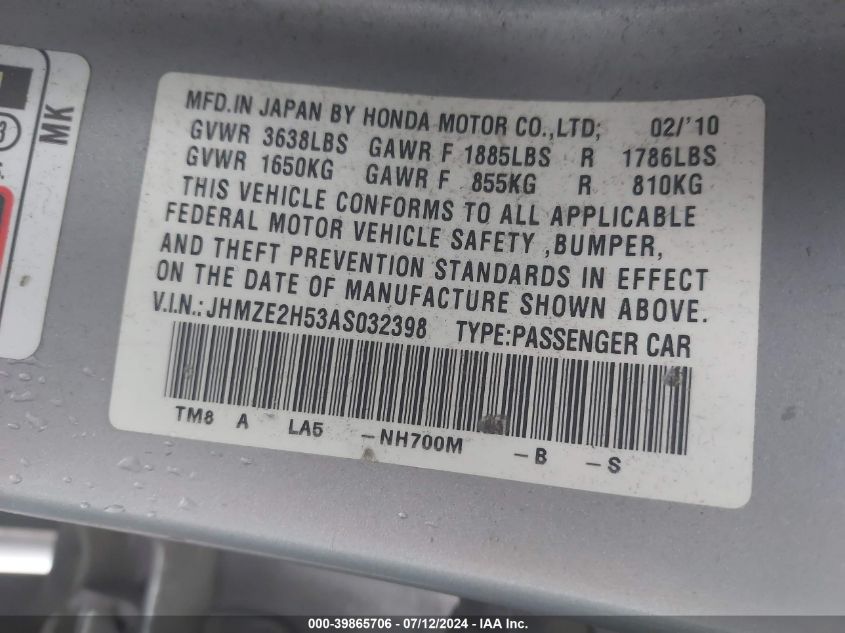 MK
MFD.IN JAPAN BY HONDA MOTOR CO.,LTD; 02/'10
GVWR 3638LBS GAWR F 1885LBS R 1786LBS
GVWR 1650KG GAWR F 855KG R 810KG
THIS VEHICLE CONFORMS TO ALL APPLICABLE
FEDERAL MOTOR VEHICLE SAFETY ,BUMPER,
AND THEFT PREVENTION STANDARDS IN EFFECT
ON THE DATE OF MANUFACTURE SHOWN ABOVE.
V.I.N.:JHMZE2H53AS032398 TYPE:PASSENGER CAR
TM8 A LA5 -NH700M -B -S
000-39865706 - 07/12/2024 - IAA Inc.